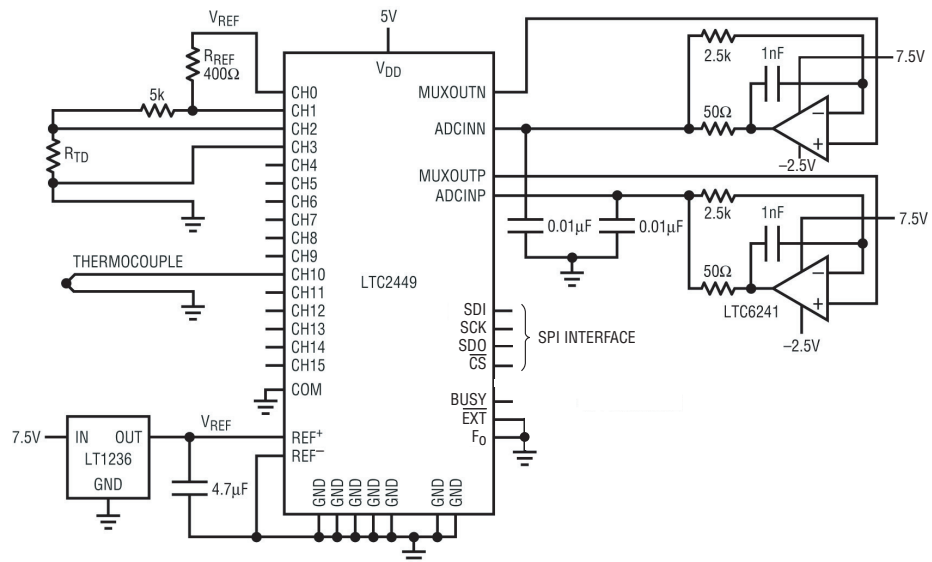 VREF
5V
RREF
400Ω
VDD
2.5k
1nF
7.5V
5k
CH0
CH1
CH2
CH3
CH4
CH5
CH6
CH7
CH8
CH9
CH10
CH11
CH12
CH13
CH14
CH15
COM
RTD
THERMOCOUPLE
LTC2449
MUXOUTN
ADCINN
MUXOUTP
ADCINP
50Ω
−
+
−2.5V
2.5k
1nF
7.5V
0.01µF
0.01µF
50Ω
−
+
LTC6241
−2.5V
SDI
SCK
SDO
CS
SPI INTERFACE
BUSY
EXT
FO
7.5V
IN
OUT
LT1236
GND
VREF
REF+
REF−
4.7µF
GND
GND
GND
GND
GND
GND
GND